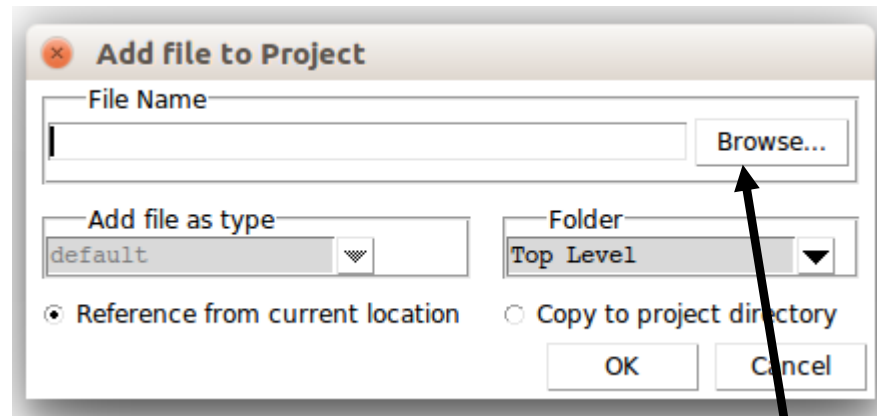 Add file to Project
File Name
Browse...
Add file as type
Folder
default
Top Level
Reference from current location
Copy to project directory
OK
Cancel